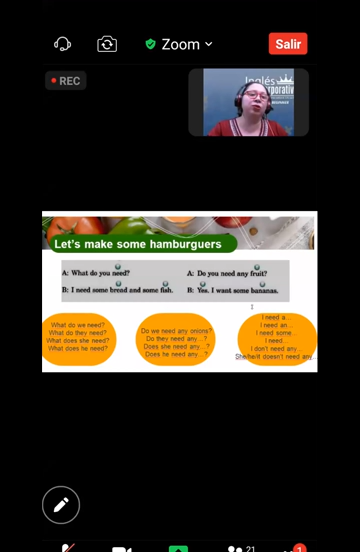 Zoom
Salir
REC
Inglés
Let's make some hamburguers
A: What do you need?
B: I need some bread and some fish.
A: Do you need any fruit?
B: Yes. I want some bananas.
What do we need?
What do they need?
What does she need?
What does he need?
Do we need any onions?
Do they need any...?
Does she need any...?
Does he need any...?
I need a...
I need an...
I need some...
I need...
I don't need any...
She/he/it doesn't need any...
21
1